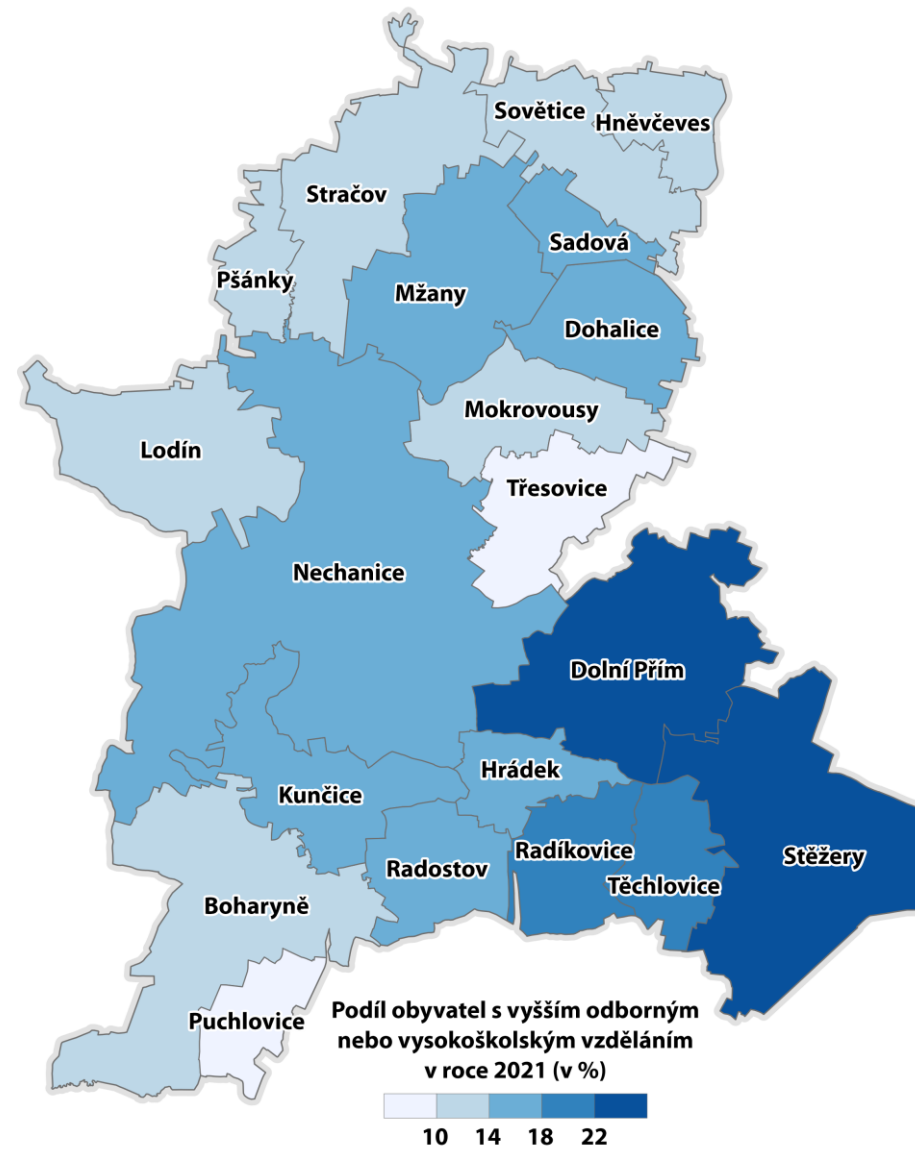 Sovětice
Hněvčeves
Stračov
Sadová
Pšánky
Mžany
Dohalice
Mokrovousy
Lodín
Třesovice
Nechanice
Dolní Přím
Hrádek
Kunčice
Radíkovice
Stěžery
Radostov
Těchlovice
Boharyně
Puchlovice
Podíl obyvatel s vyšším odborným
nebo vysokoškolským vzděláním
v roce 2021 (v %)
10 14 18 22